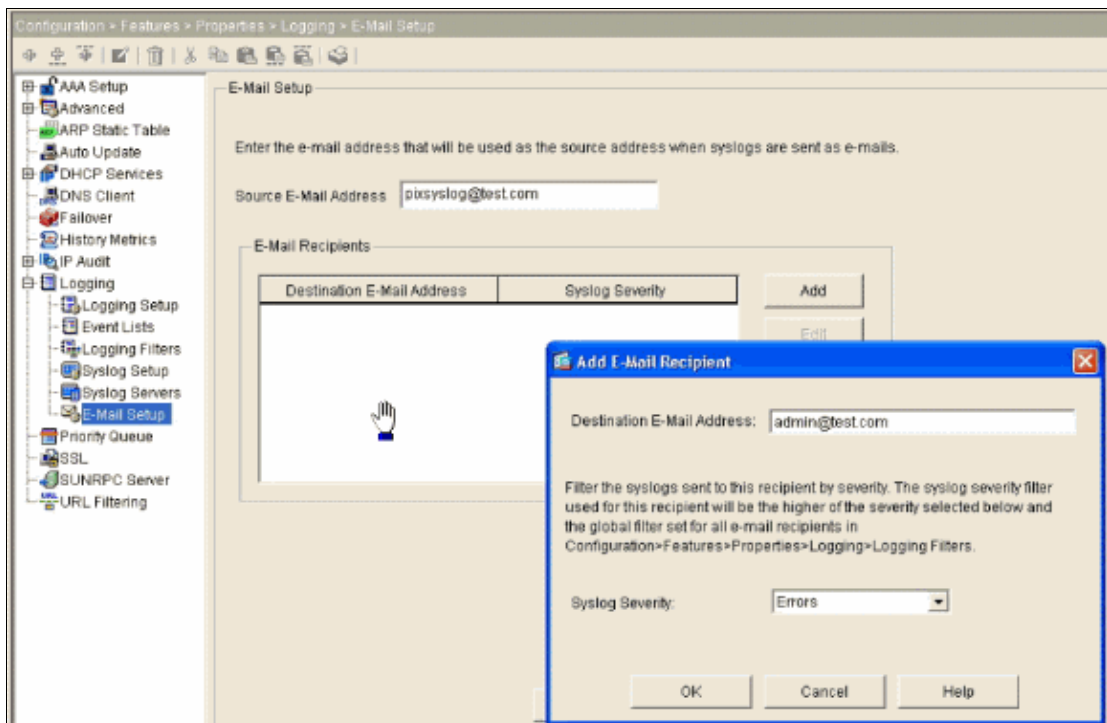 Configuration > Features > Properties > Logging > E-Mail Setup
AAA Setup
Advanced
ARP Static Table
Auto Update
DHCP Services
DNS Client
Failover
History Metrics
IP Audit
Logging
Logging Setup
Event Lists
Logging Filters
Syslog Setup
Syslog Servers
E-Mail Setup
Priority Queue
SSL
SUNRPC Server
URL Filtering
E-Mail Setup
Enter the e-mail address that will be used as the source address when syslogs are sent as e-mails.
Source E-Mail Address pixsyslog@test.com
E-Mail Recipients
Destination E-Mail Address Syslog Severity
Add
Edit
Add E-Mail Recipient
Destination E-Mail Address: admin@test.com
Filter the syslogs sent to this recipient by severity. The syslog severity filter
used for this recipient will be the higher of the severity selected below and
the global filter set for all e-mail recipients in
Configuration>Features>Properties>Logging>Logging Filters.
Syslog Severity: Errors
OK Cancel Help